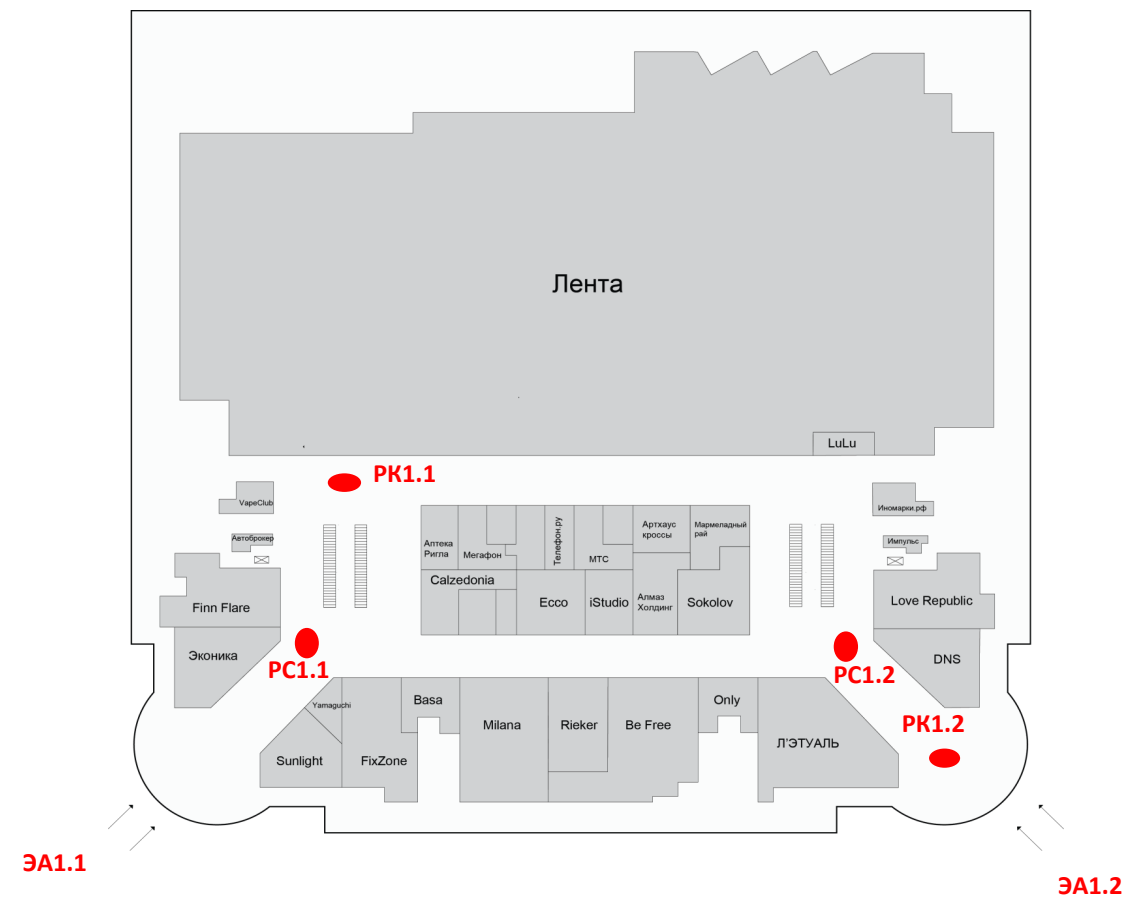 Лента
LuLu
РК1.1
VapeClub
Иномарки.рф
Автоброкер
Импульс
Аптека
Ригла
Мегафон
Телефон.ру
МТС
Артхаус
кроссы
Мармеладный
рай
Calzedonia
Ecco
iStudio
Алмаз
Холдинг
Sokolov
Finn Flare
Love Republic
Эконика
DNS
РС1.1
РС1.2
Yamaguchi
Basa
Milana
Rieker
Be Free
Only
Л'ЭТУАЛЬ
РК1.2
Sunlight
FixZone
ЭА1.1
ЭА1.2